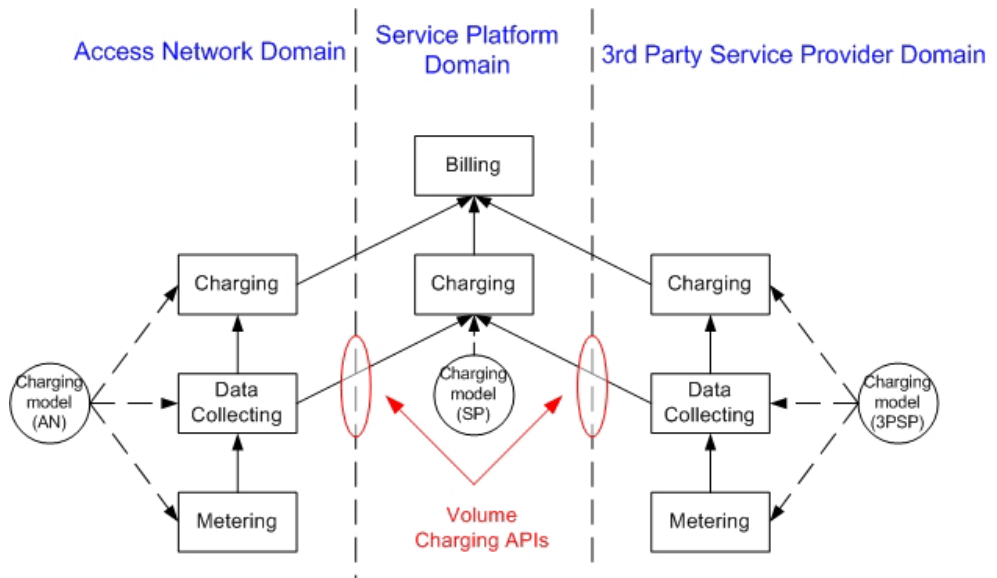 Access Network Domain
Service Platform
Domain
3rd Party Service Provider Domain
Billing
Charging
Charging
Charging
Charging
model
(AN)
Data
Collecting
Charging
model
(SP)
Data
Collecting
Charging
model
(3PSP)
Metering
Volume
Charging APIs
Metering